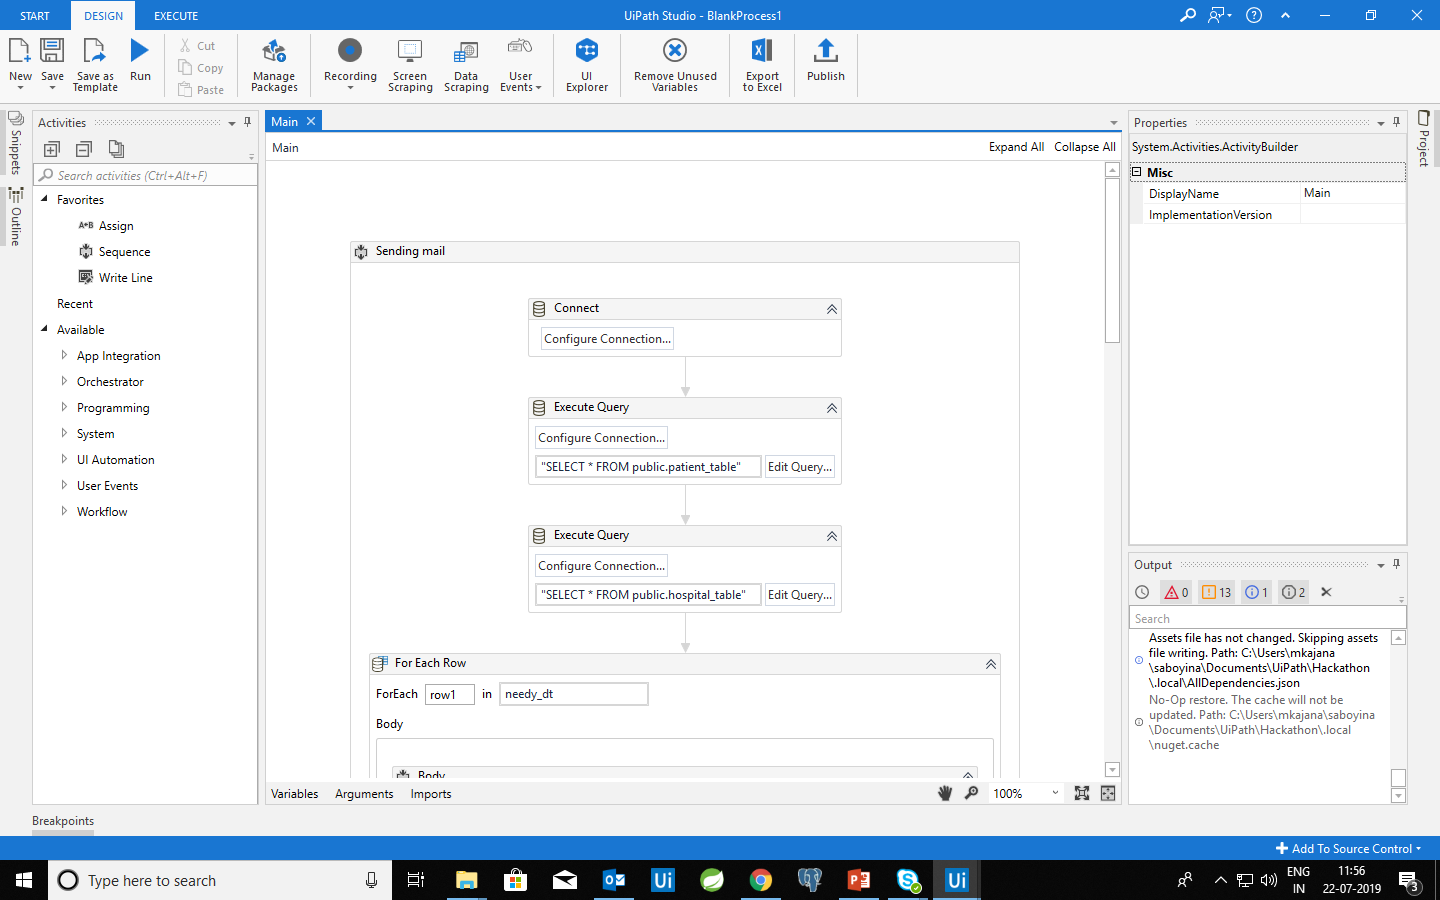 START
DESIGN
EXECUTE
UiPath Studio - BlankProcess1
New
Save
Save as
Template
Run
Cut
Copy
Paste
Manage
Packages
Recording
Screen
Scraping
Data
Scraping
User
Events
UI
Explorer
Remove Unused
Variables
Export
to Excel
Publish
Snippets
Outline
Activities
Search activities (Ctrl+Alt+F)
Favorites
A+B Assign
Sequence
Write Line
Recent
Available
App Integration
Orchestrator
Programming
System
UI Automation
User Events
Workflow
Main
Main
Expand All
Collapse All
Sending mail
Connect
Configure Connection...
Execute Query
Configure Connection...
"SELECT * FROM public.patient_table"
Edit Query...
Execute Query
Configure Connection...
"SELECT * FROM public.hospital_table"
Edit Query...
For Each Row
ForEach row1 in needy_dt
Body
Body
Variables
Arguments
Imports
100%
Properties
System.Activities.ActivityBuilder
Misc
DisplayName Main
ImplementationVersion
Project
Output
0
13
1
2
Search
Assets file has not changed. Skipping assets
file writing. Path: C:\Users\mkajana
\saboyina\Documents\UiPath\Hackathon
\.local\AllDependencies.json
No-Op restore. The cache will not be
updated. Path: C:\Users\mkajana\saboyina
\Documents\UiPath\Hackathon\.local
\nuget.cache
Breakpoints
Add To Source Control
Type here to search
Ui
Ui
ENG
IN
11:56
22-07-2019
3